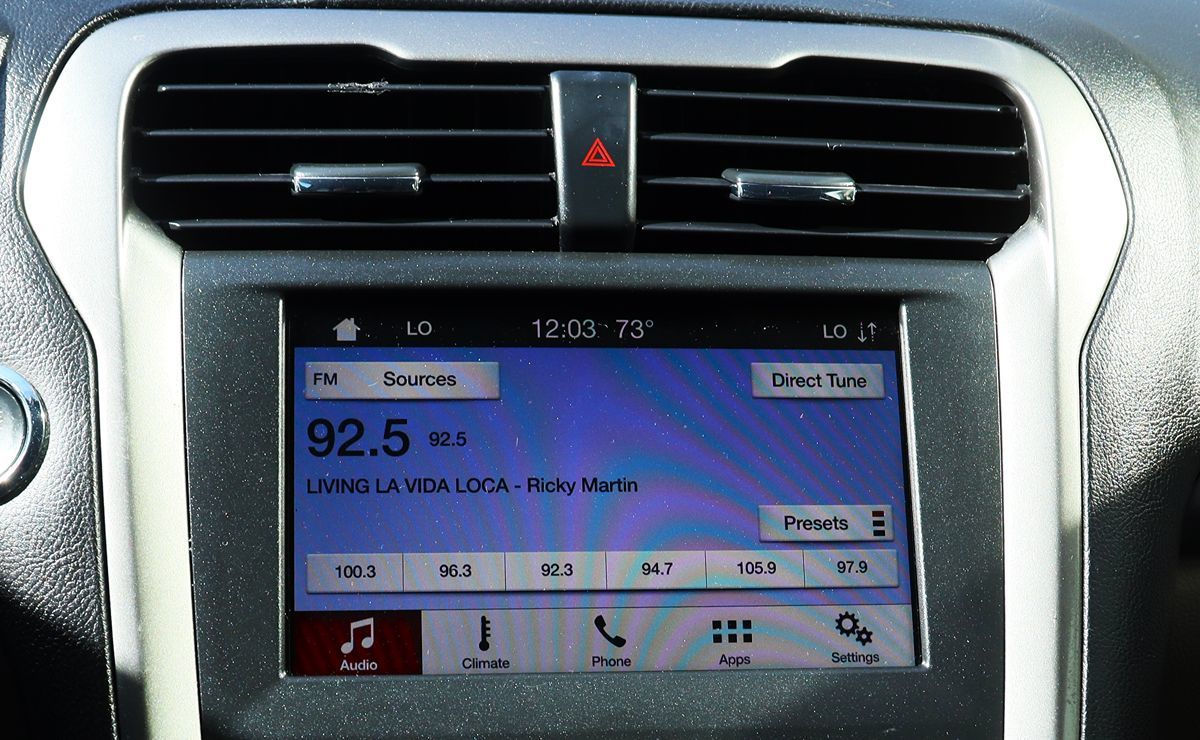 LO 12:03 73° LO
FM Sources Direct Tune
92.5 92.5
LIVING LA VIDA LOCA - Ricky Martin
Presets
100.3 96.3 92.3 94.7 105.9 97.9
Audio Climate Phone Apps Settings